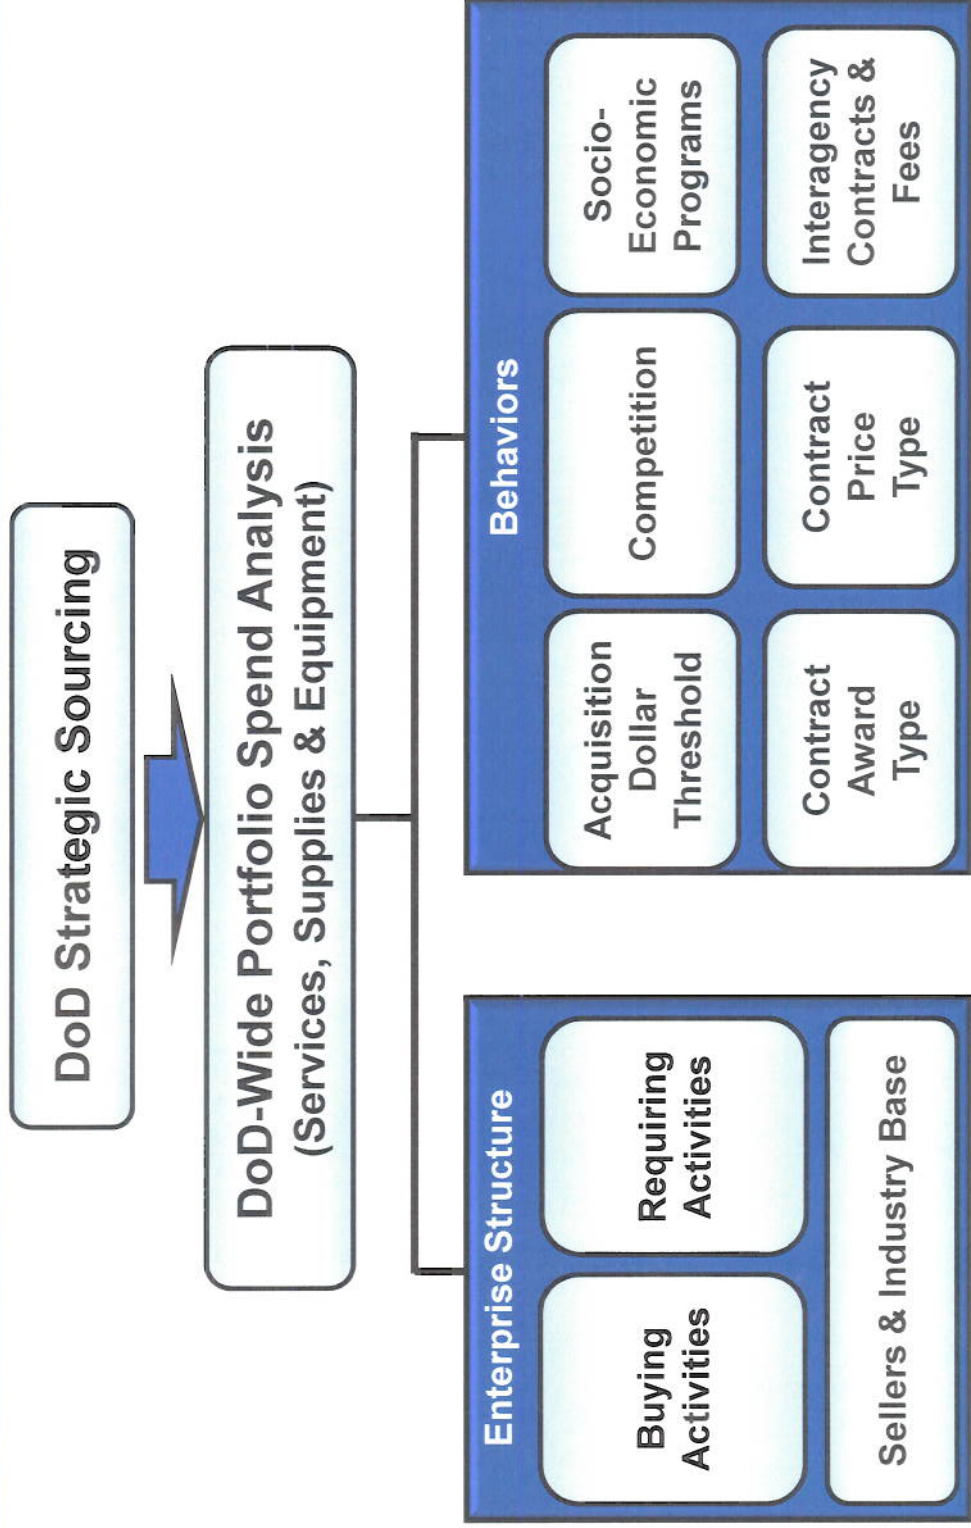 DoD Strategic Sourcing
DoD-Wide Portfolio Spend Analysis
(Services, Supplies & Equipment)
Enterprise Structure
Buying
Activities
Requiring
Activities
Sellers & Industry Base
Behaviors
Acquisition
Dollar
Threshold
Competition
Socio-
Economic
Programs
Contract
Award
Type
Contract
Price
Type
Interagency
Contracts &
Fees